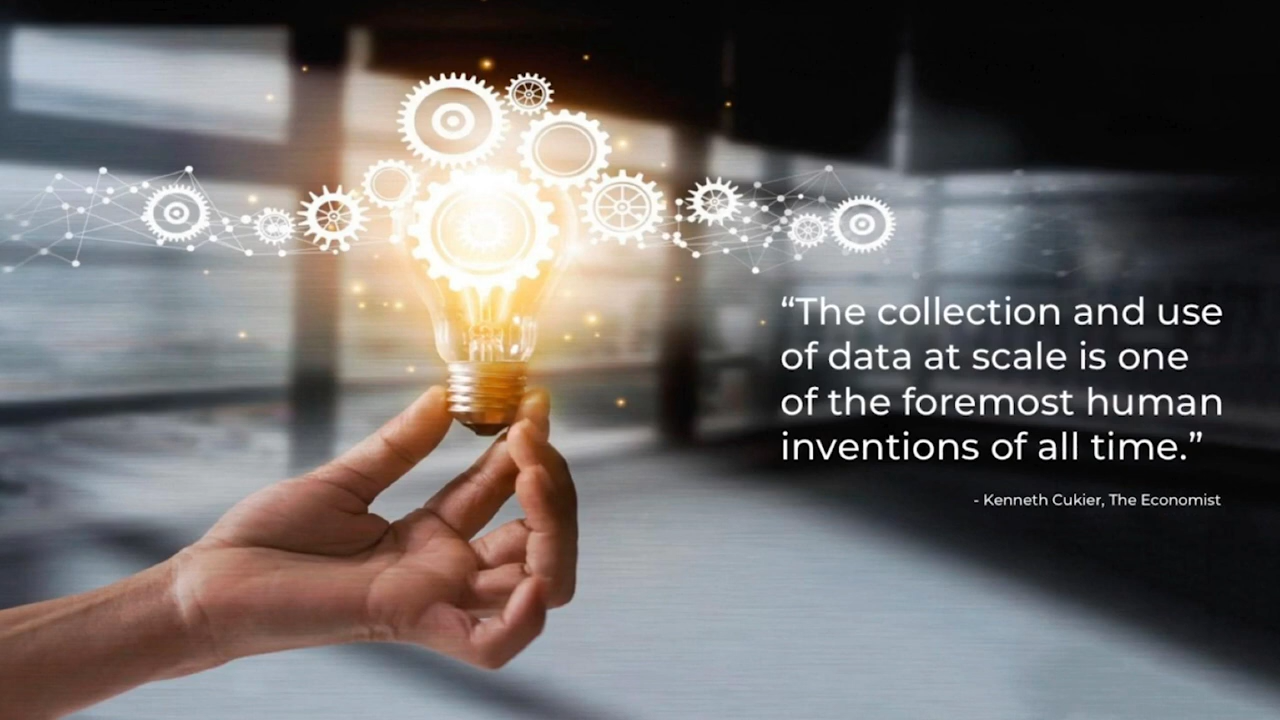 “The collection and use
of data at scale is one
of the foremost human
inventions of all time.”
- Kenneth Cukier, The Economist